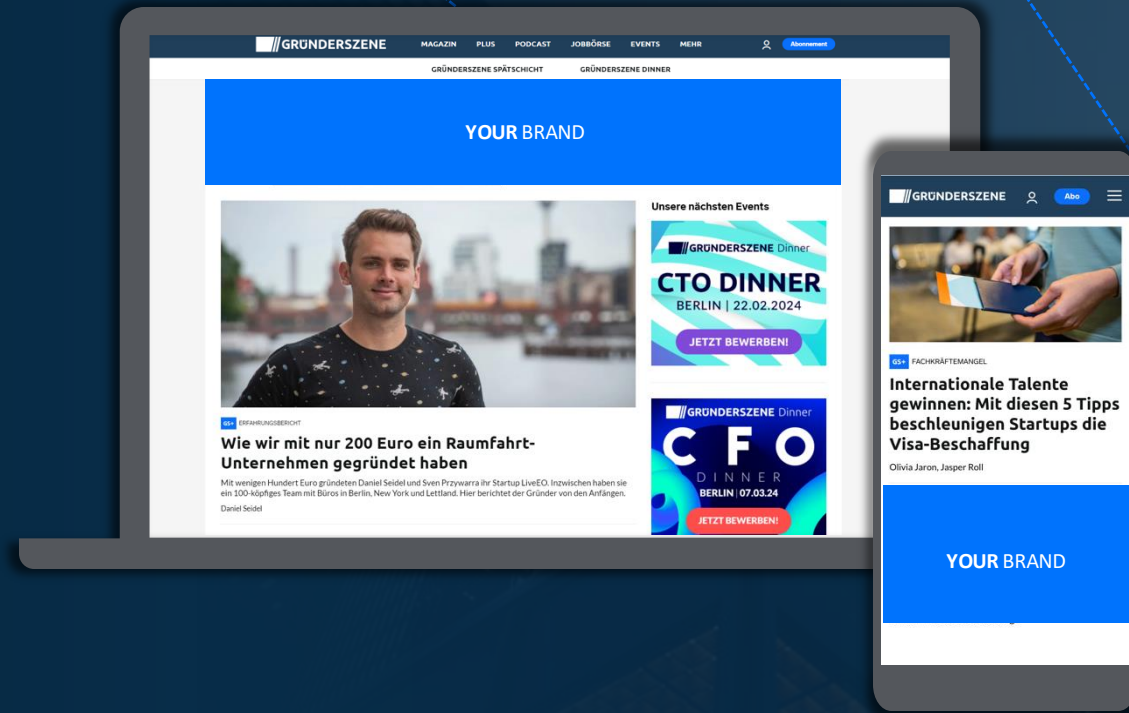 GRÜNDERSZENE MAGAZIN PLUS PODCAST JOBBÖRSE EVENTS MEHR Abonnement
GRÜNDERSZENE SPÄTSCHICHT GRÜNDERSZENE DINNER
YOUR BRAND
GS+ ERFAHRUNGSBERICHT
Wie wir mit nur 200 Euro ein Raumfahrt-
Unternehmen gegründet haben
Mit wenigen Hundert Euro gründeten Daniel Seidel und Sven Przywarra ihr Startup LiveEO. Inzwischen haben sie
ein 100-köpfiges Team mit Büros in Berlin, New York und Lettland. Hier berichtet der Gründer von den Anfängen.
Daniel Seidel
Unsere nächsten Events
GRÜNDERSZENE Dinner
CTO DINNER
BERLIN | 22.02.2024
JETZT BEWERBEN!
GRÜNDERSZENE Dinner
CFO
DINNER
BERLIN | 07.03.24
JETZT BEWERBEN!
GRÜNDERSZENE Abo
GS+ FACHKRÄFTEMANGEL
Internationale Talente
gewinnen: Mit diesen 5 Tipps
beschleunigen Startups die
Visa-Beschaffung
Olivia Jaron, Jasper Roll
YOUR BRAND